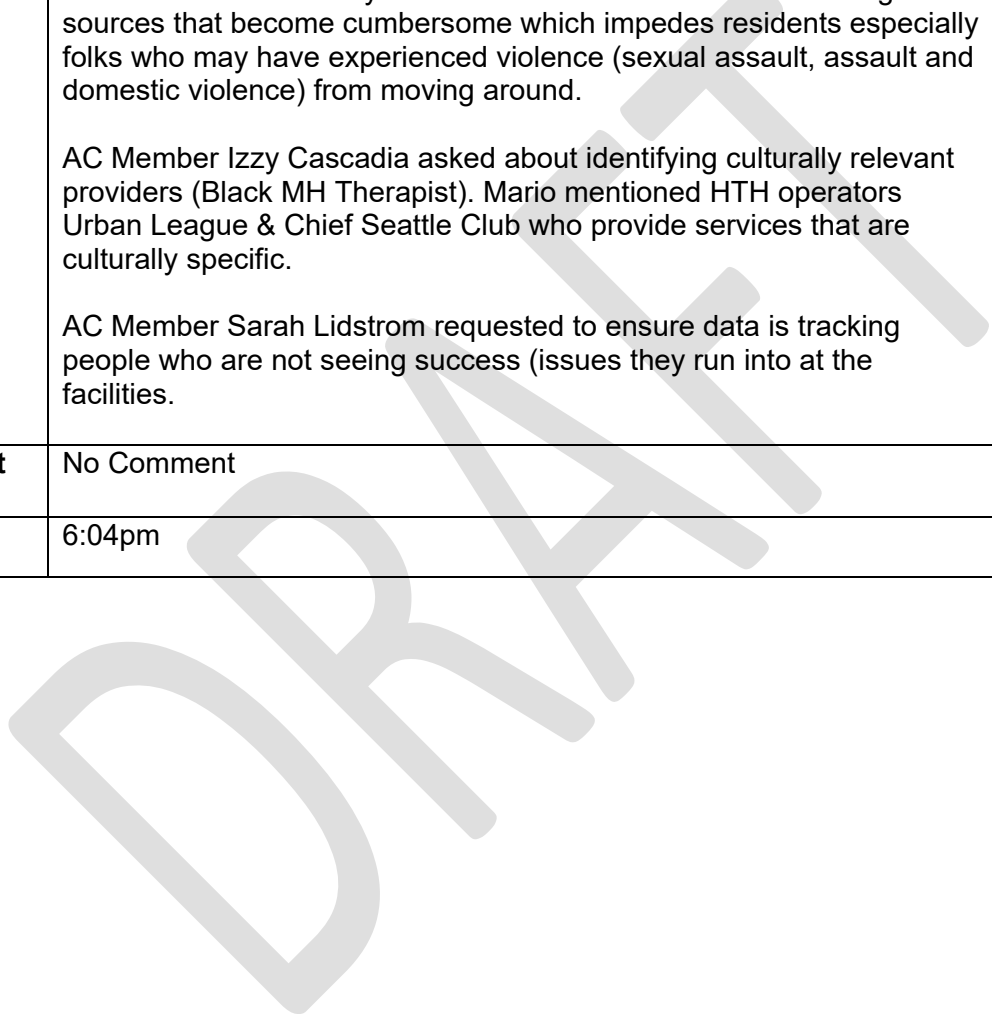 sources that become cumbersome which impedes residents especially
folks who may have experienced violence (sexual assault, assault and
domestic violence) from moving around.
AC Member Izzy Cascadia asked about identifying culturally relevant
providers (Black MH Therapist). Mario mentioned HTH operators
Urban League & Chief Seattle Club who provide services that are
culturally specific.
AC Member Sarah Lidstrom requested to ensure data is tracking
people who are not seeing success (issues they run into at the
facilities.
t No Comment
6:04pm
DRAFT